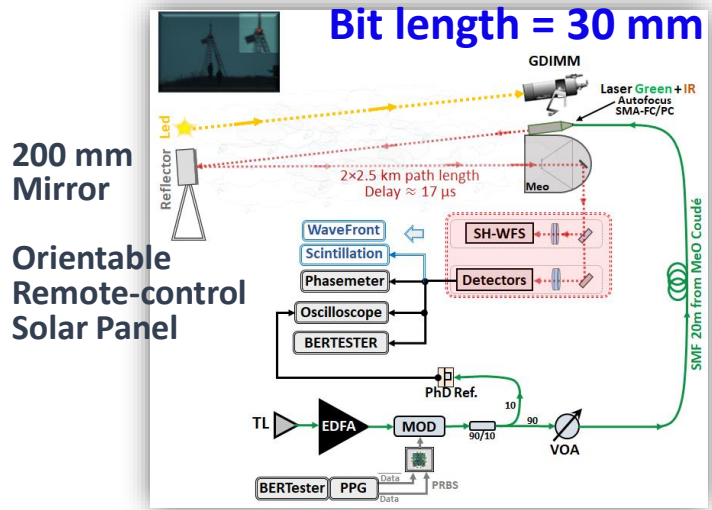 Bit length = 30 mm
GDIMM
Laser Green + IR
Autofocus
SMA-FC/PC
Led
Reflector
200 mm
Mirror
Orientable
Remote-control
Solar Panel
2×2.5 km path length
Delay ≈ 17 µs
Meo
WaveFront
SH-WFS
Scintillation
Phasemeter
Detectors
Oscilloscope
BERTESTER
SMF 20m from MeO Coudé
PhD Ref.
10
TL
EDFA
MOD
90/10
90
VOA
BERTester
PPG
Data
Data
PRBS